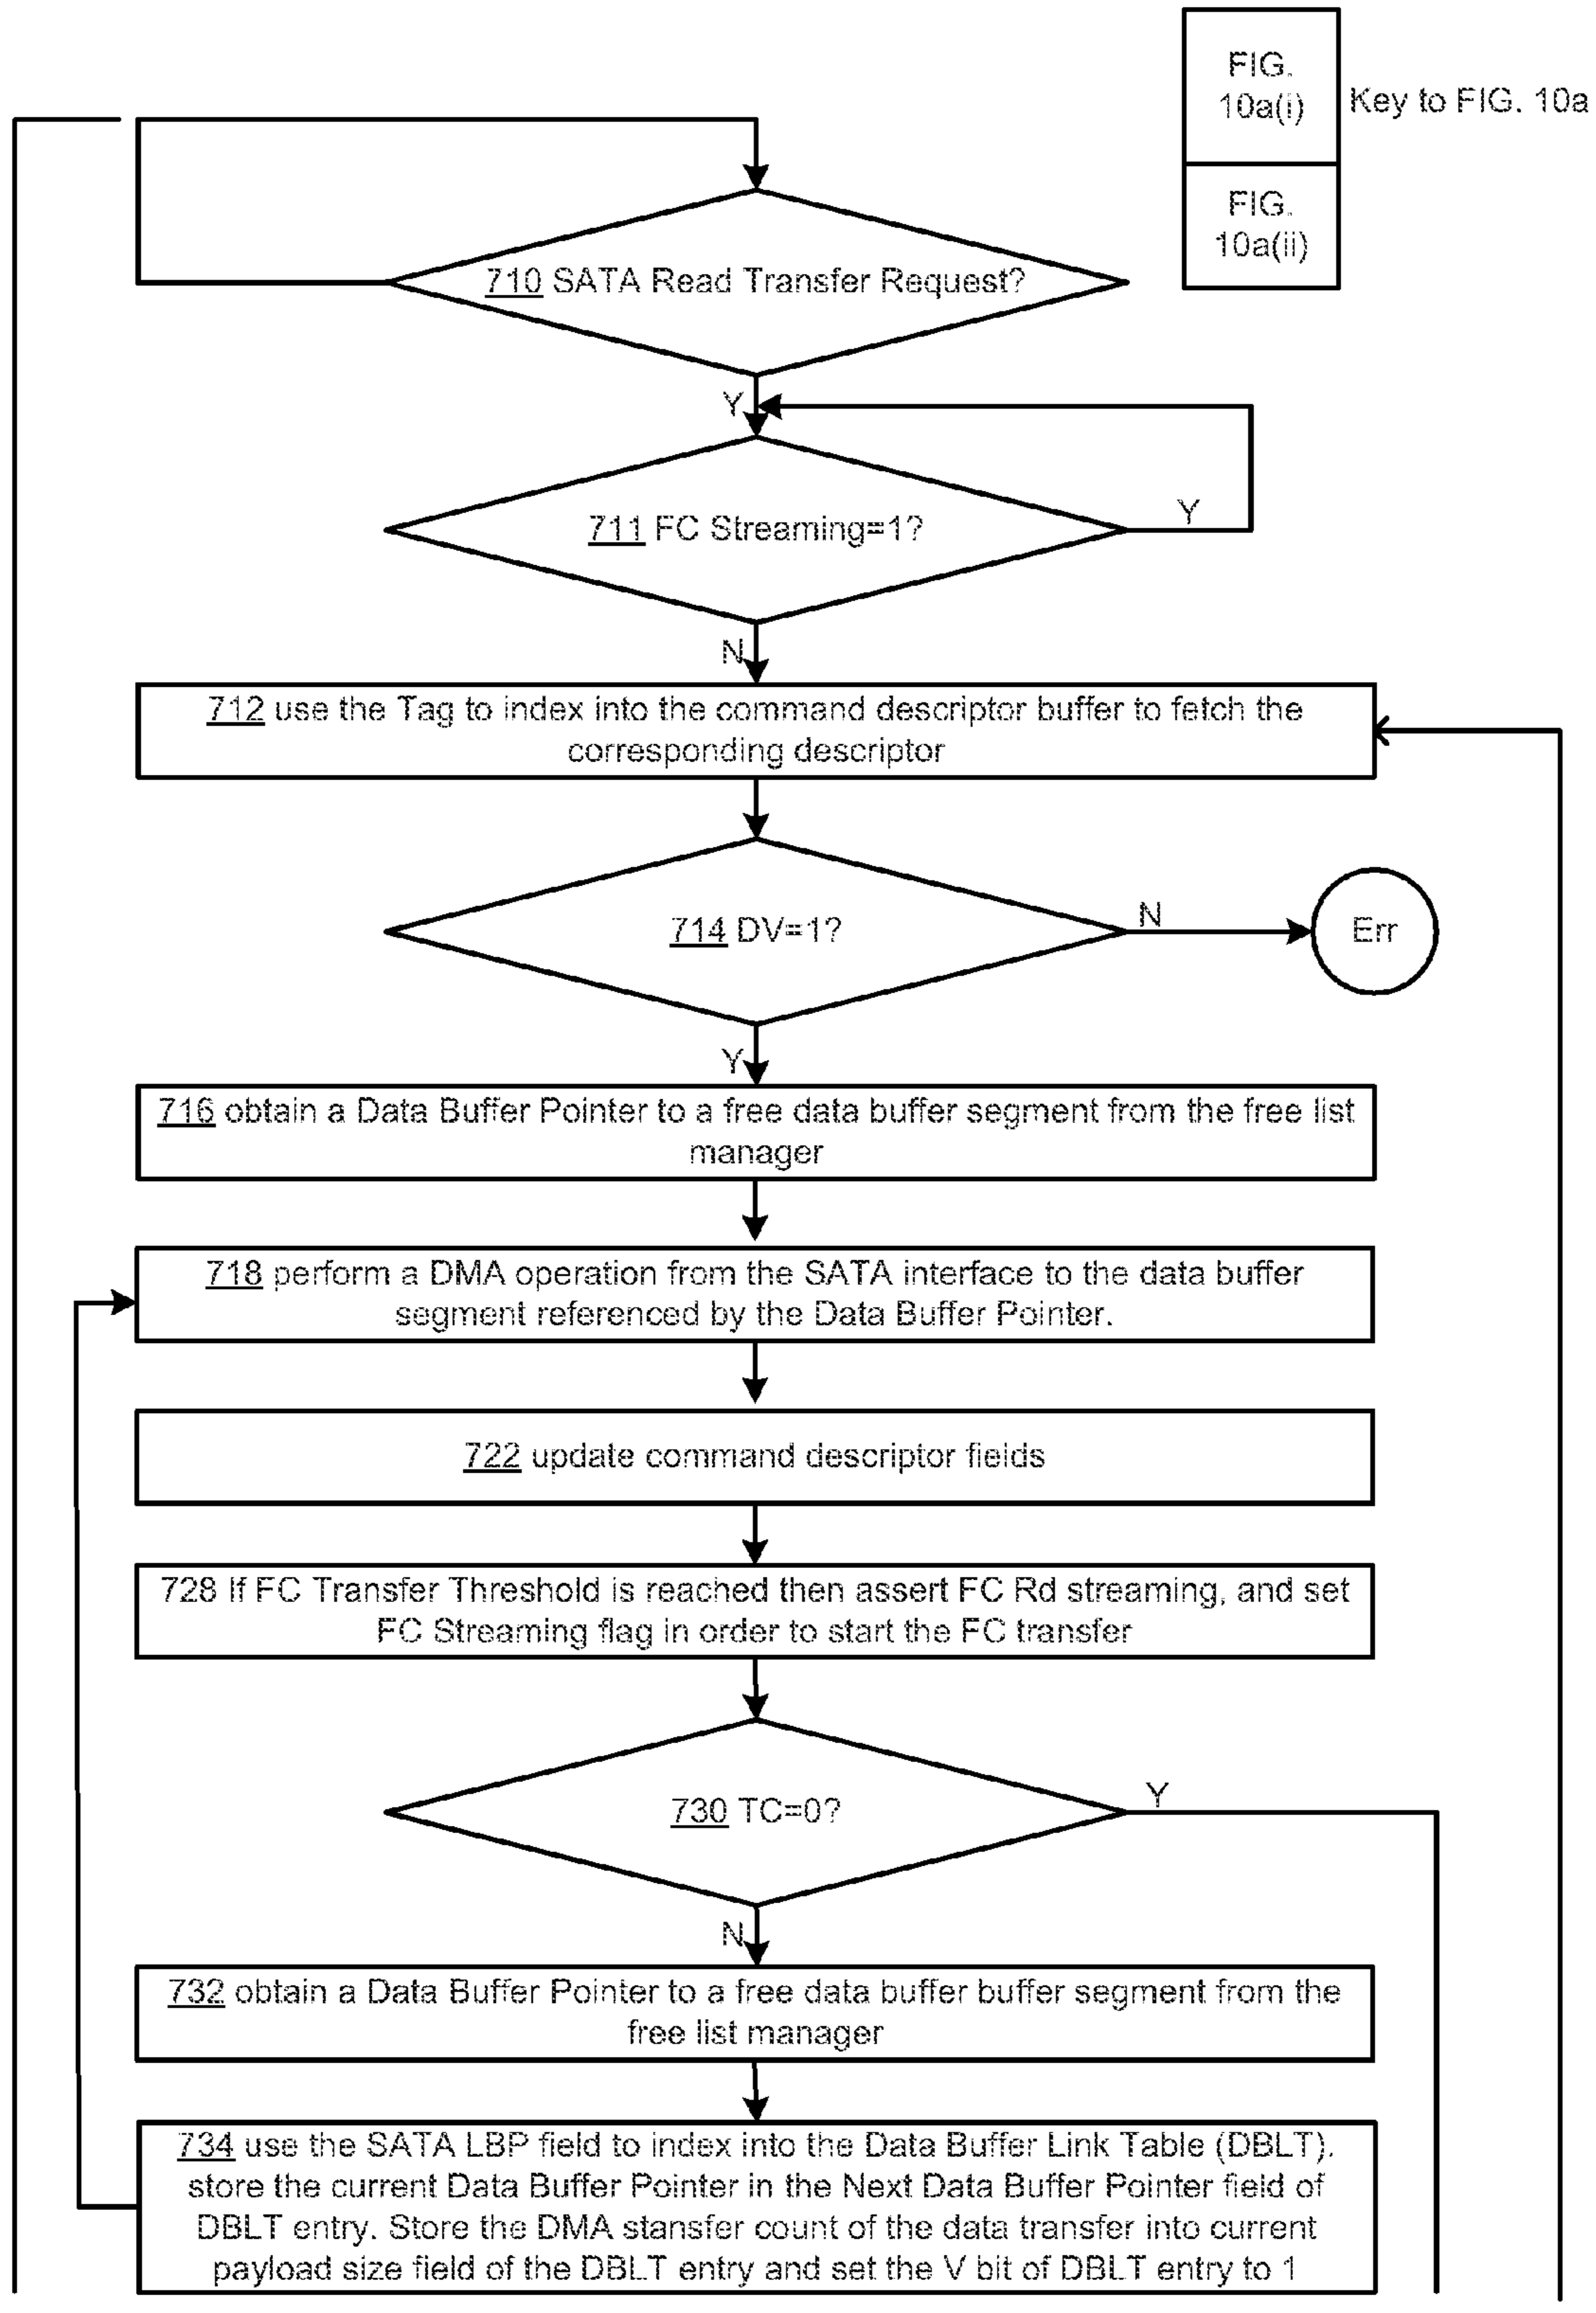 FIG.
10a(i)
Key to FIG. 10a
FIG.
10a(ii)
710 SATA Read Transfer Request?
Y
711 FC Streaming=1?
Y
N
712 use the Tag to index into the command descriptor buffer to fetch the
corresponding descriptor
714 DV=1?
N
Err
Y
716 obtain a Data Buffer Pointer to a free data buffer segment from the free list
manager
718 perform a DMA operation from the SATA interface to the data buffer
segment referenced by the Data Buffer Pointer.
722 update command descriptor fields
728 If FC Transfer Threshold is reached then assert FC Rd streaming, and set
FC Streaming flag in order to start the FC transfer
730 TC=0?
Y
N
732 obtain a Data Buffer Pointer to a free data buffer buffer segment from the
free list manager
734 use the SATA LBP field to index into the Data Buffer Link Table (DBLT).
store the current Data Buffer Pointer in the Next Data Buffer Pointer field of
DBLT entry. Store the DMA stansfer count of the data transfer into current
payload size field of the DBLT entry and set the V bit of DBLT entry to 1